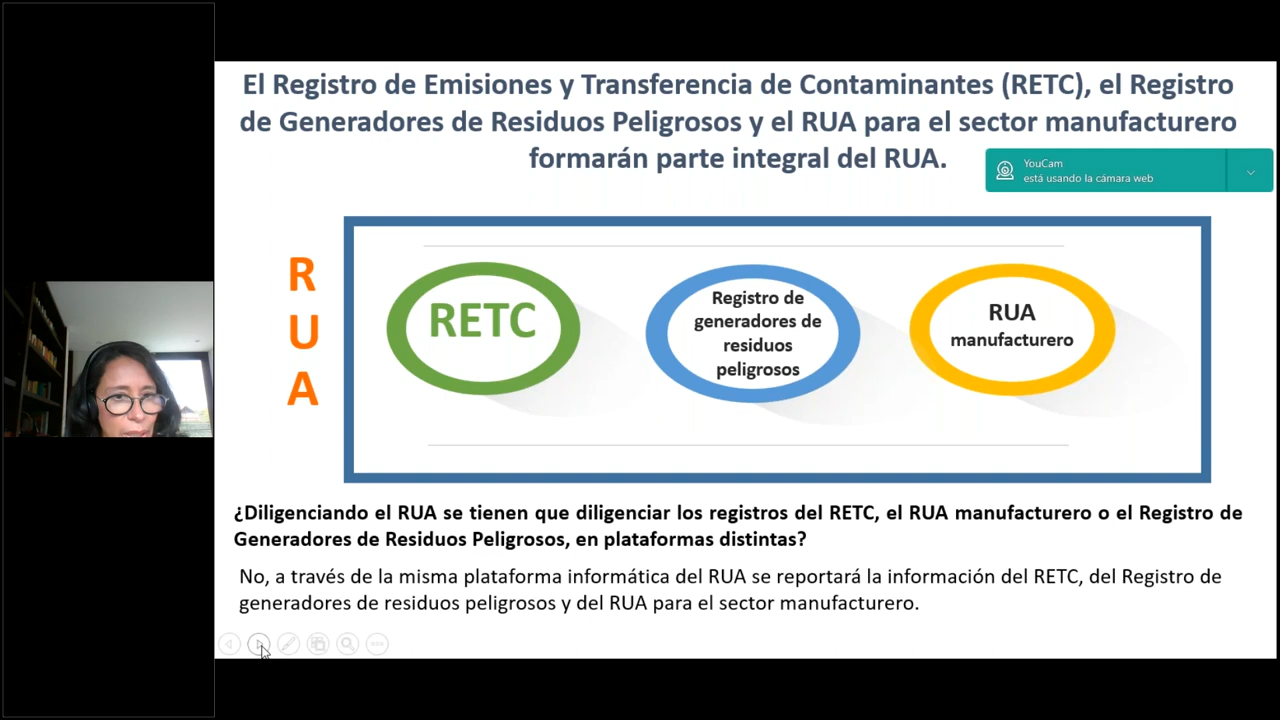 El Registro de Emisiones y Transferencia de Contaminantes (RETC), el Registro
de Generadores de Residuos Peligrosos y el RUA para el sector manufacturero
formarán parte integral del RUA.
YouCam
está usando la cámara web
R
U
A
RETC
Registro de
generadores de
residuos
peligrosos
RUA
manufacturero
¿Diligenciando el RUA se tienen que diligenciar los registros del RETC, el RUA manufacturero o el Registro de
Generadores de Residuos Peligrosos, en plataformas distintas?
No, a través de la misma plataforma informática del RUA se reportará la información del RETC, del Registro de
generadores de residuos peligrosos y del RUA para el sector manufacturero.